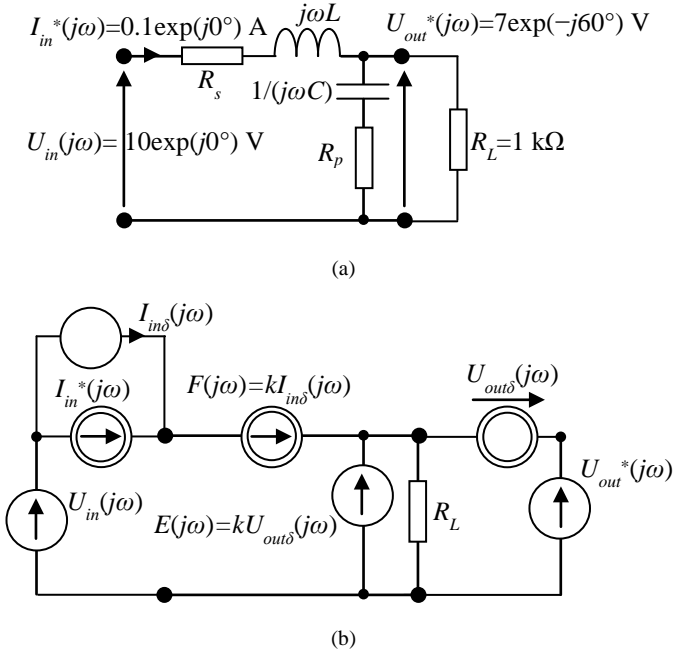 I_in*(jω)=0.1exp(j0°) A
jωL
U_out*(jω)=7exp(−j60°) V
R_s
1/(jωC)
U_in(jω)= 10exp(j0°) V
R_p
R_L=1 kΩ
(a)
I_inδ(jω)
I_in*(jω)
F(jω)=kI_inδ(jω)
U_outδ(jω)
U_in(jω)
U_out*(jω)
E(jω)=kU_outδ(jω)
R_L
(b)